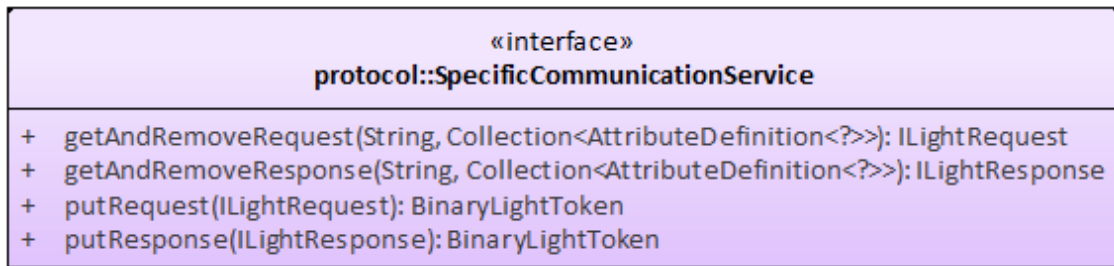 «interface»
protocol::SpecificCommunicationService
+ getAndRemoveRequest(String, Collection<AttributeDefinition<?>>): ILightRequest
+ getAndRemoveResponse(String, Collection<AttributeDefinition<?>>): ILightResponse
+ putRequest(ILightRequest): BinaryLightToken
+ putResponse(ILightResponse): BinaryLightToken